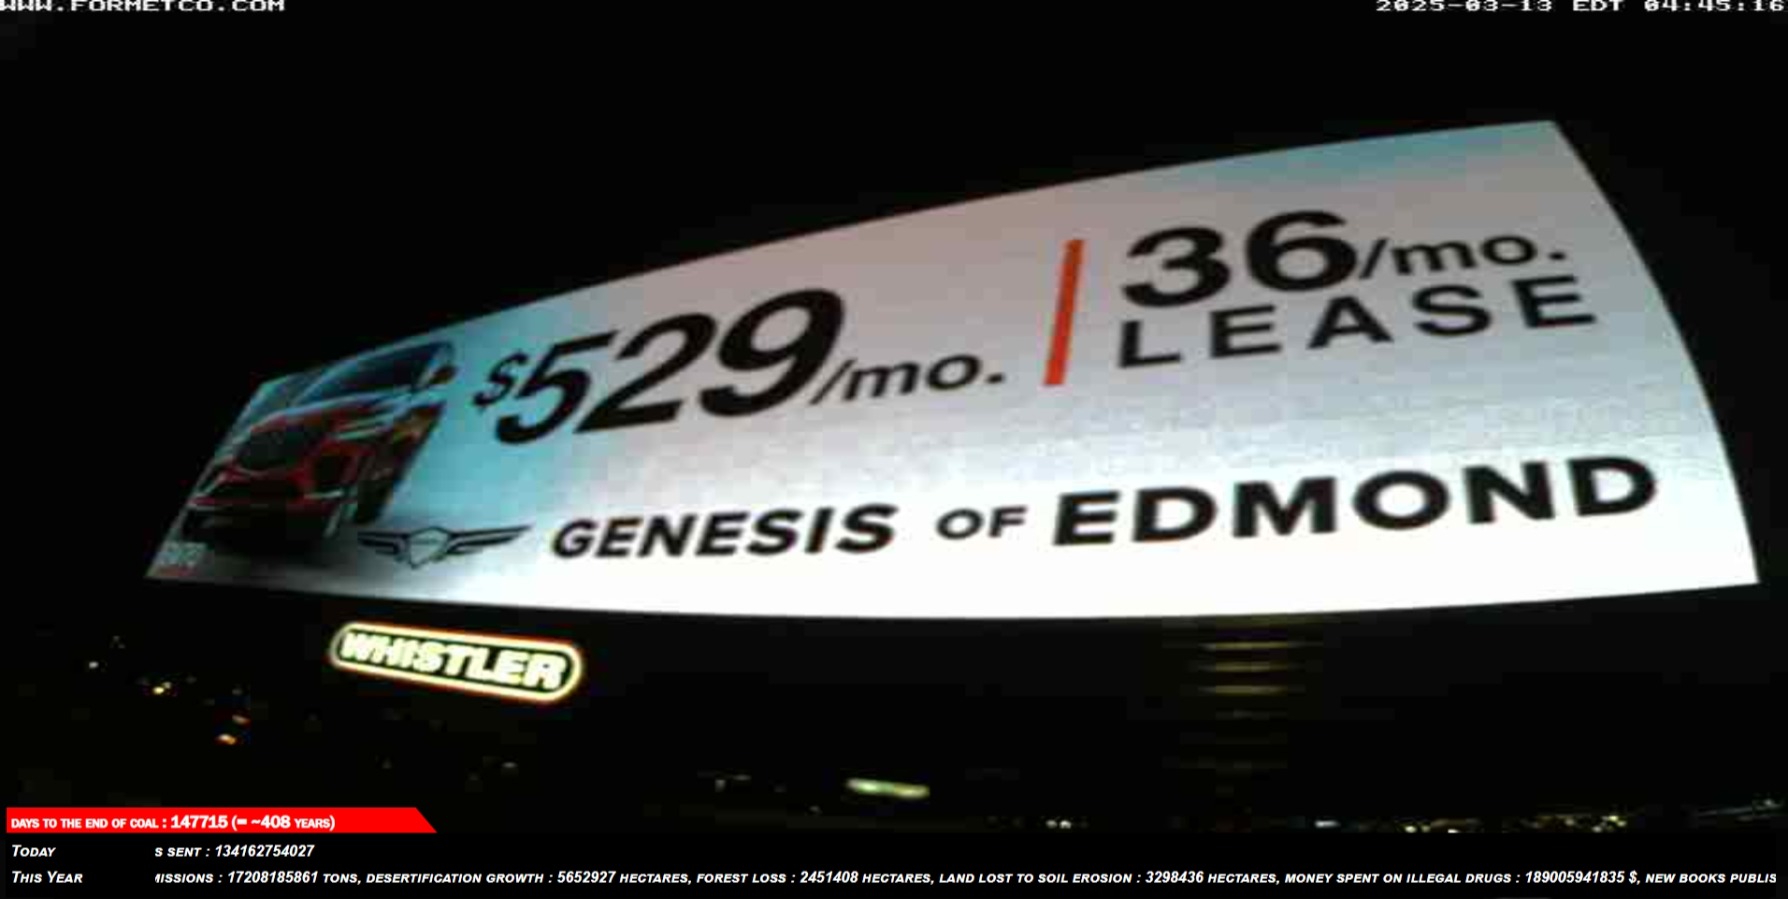 WWW.FORMETCO.COM
2025-03-13 EDT 04:45:16
$529/mo.
36/mo.
LEASE
GENESIS OF EDMOND
WHISTLER
DAYS TO THE END OF COAL : 147715 (= ~408 YEARS)
TODAY
S SENT : 134162754027
THIS YEAR
ISSIONS : 17208185861 TONS, DESERTIFICATION GROWTH : 5652927 HECTARES, FOREST LOSS : 2451408 HECTARES, LAND LOST TO SOIL EROSION : 3298436 HECTARES, MONEY SPENT ON ILLEGAL DRUGS : 189005941835 $, NEW BOOKS PUBLIS